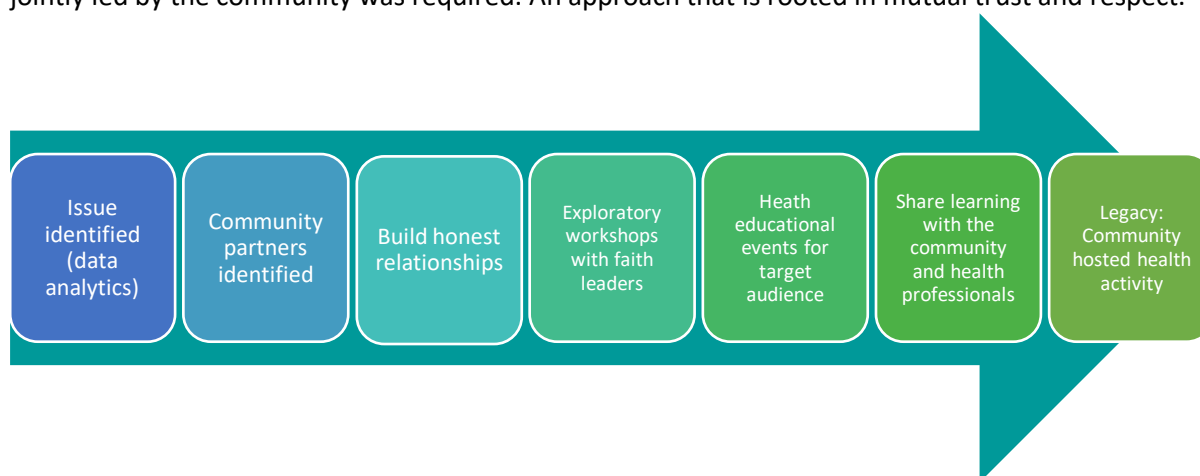 jointly led by the community was required. An approach that is rooted in mutual trust and respect.
Issue
identified
(data
analytics)
Community
partners
identified
Build honest
relationships
Exploratory
workshops
with faith
leaders
Heath
educational
events for
target
audience
Share learning
with the
community
and health
professionals
Legacy:
Community
hosted health
activity